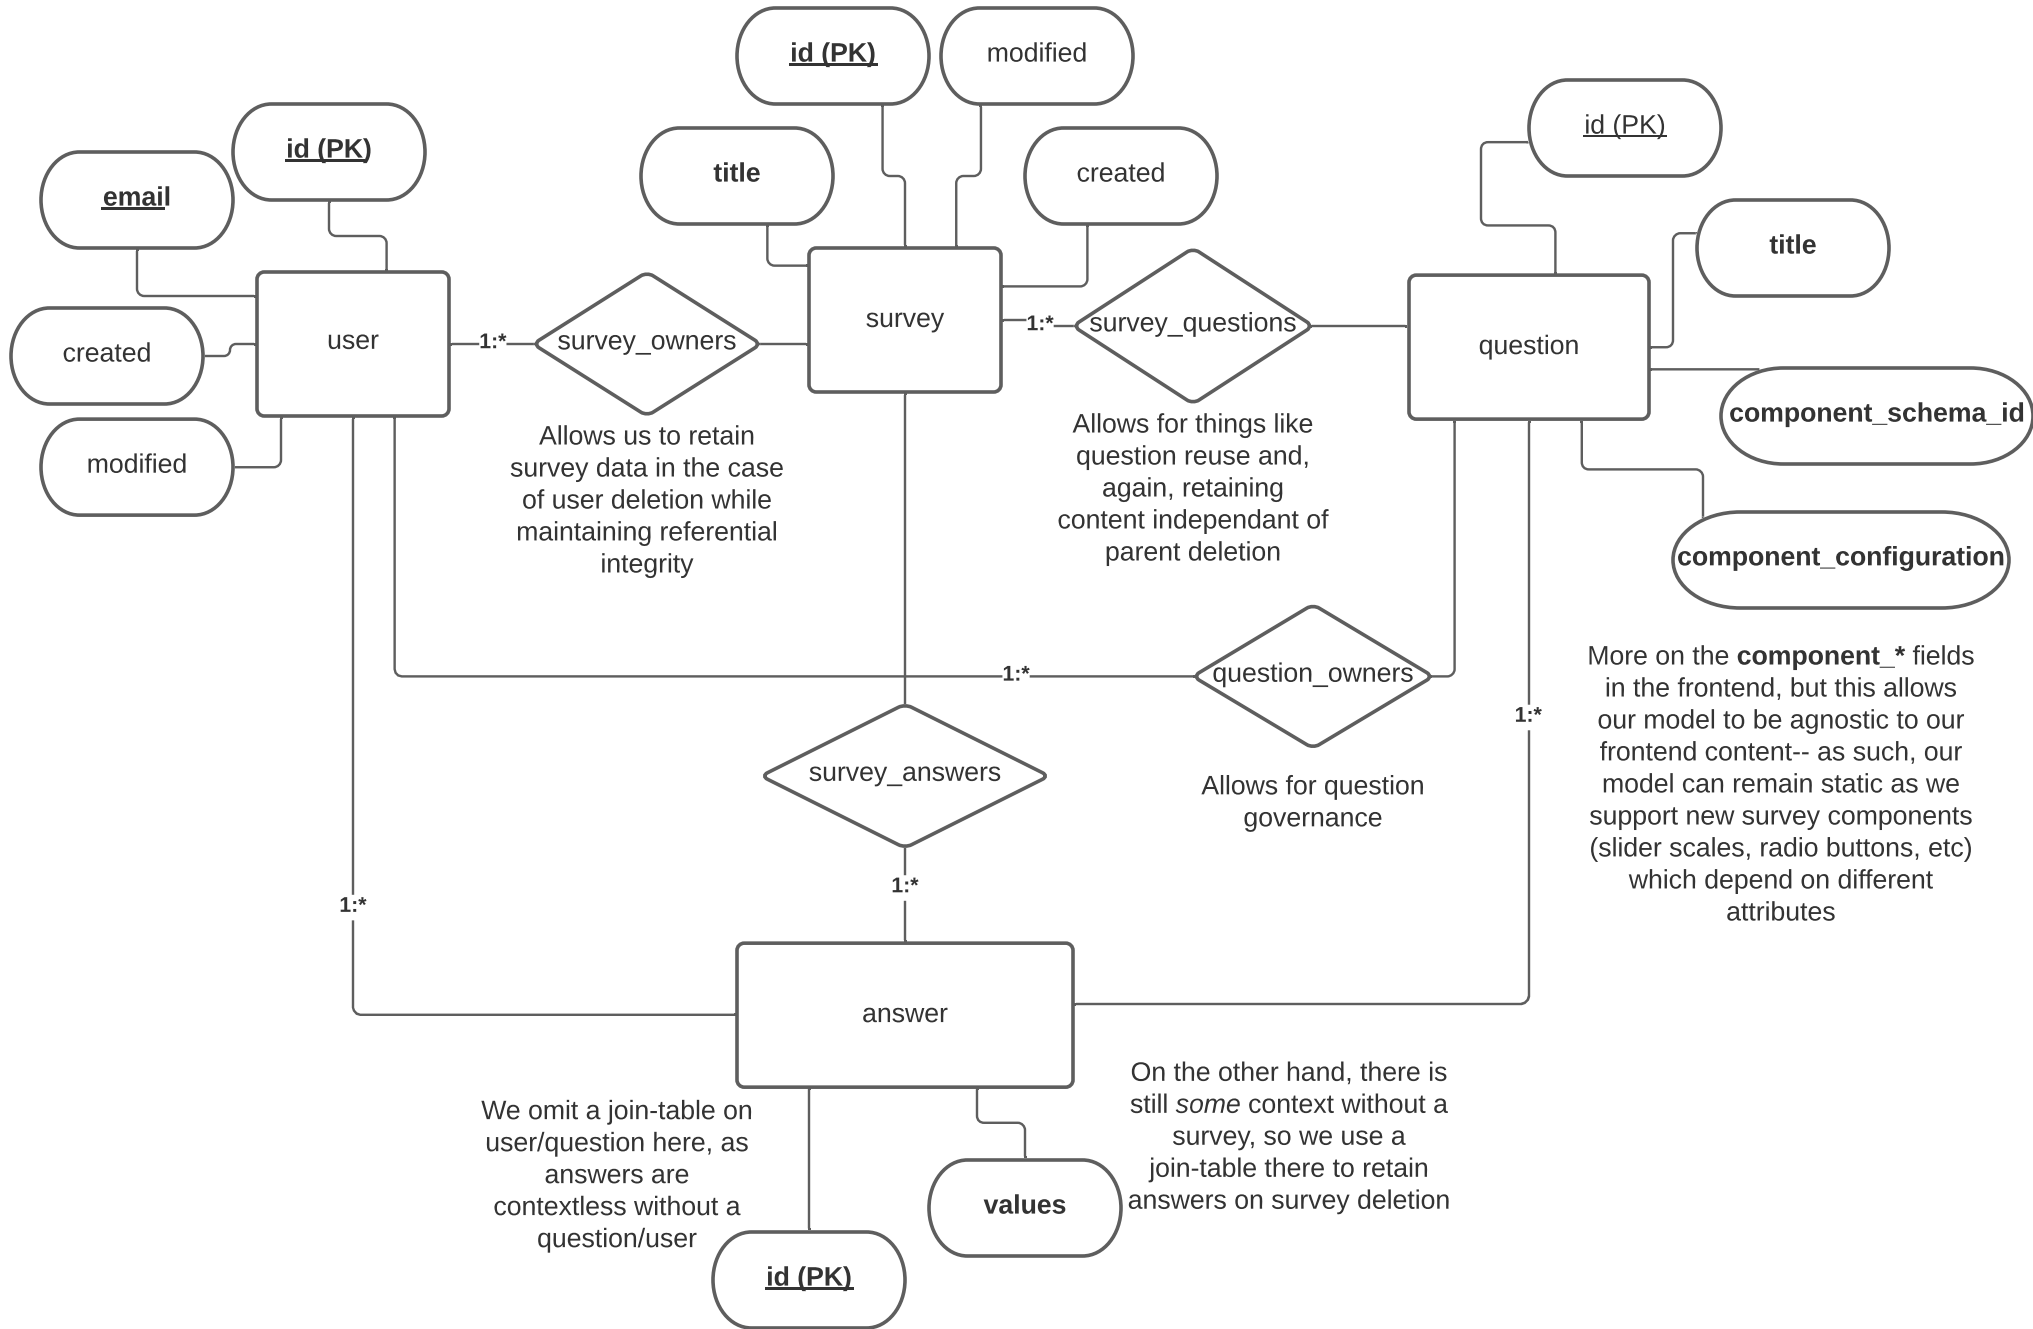 id (PK)
modified
title
created
id (PK)
email
id (PK)
created
modified
title
component_schema_id
component_configuration
user
1:*
survey_owners
survey
1:*
survey_questions
question
Allows us to retain
survey data in the case
of user deletion while
maintaining referential
integrity
Allows for things like
question reuse and,
again, retaining
content independant of
parent deletion
1:*
question_owners
Allows for question
governance
More on the component_* fields
in the frontend, but this allows
our model to be agnostic to our
frontend content-- as such, our
model can remain static as we
support new survey components
(slider scales, radio buttons, etc)
which depend on different
attributes
1:*
survey_answers
1:*
1:*
answer
We omit a join-table on
user/question here, as
answers are
contextless without a
question/user
On the other hand, there is
still some context without a
survey, so we use a
join-table there to retain
answers on survey deletion
values
id (PK)